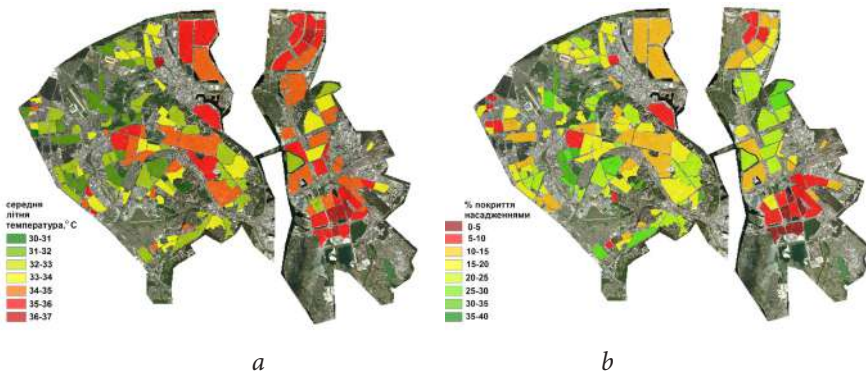 середня
літня
температура,°C
30-31
31-32
32-33
33-34
34-35
35-36
36-37
% покриття
насадженнями
0-5
5-10
10-15
15-20
20-25
25-30
30-35
35-40
a
b